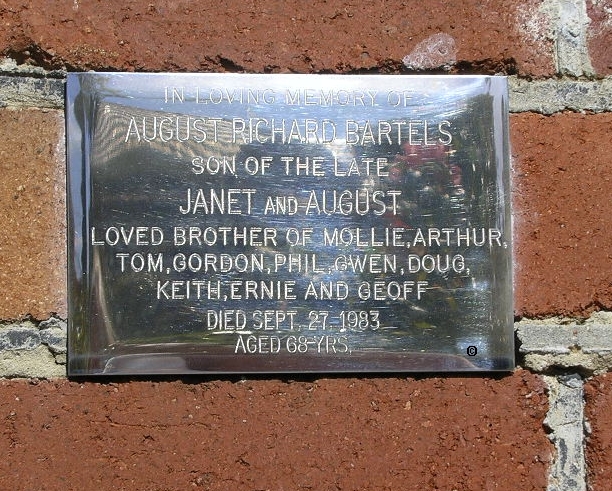 IN LOVING MEMORY OF
AUGUST RICHARD BARTELS
SON OF THE LATE
JANET AND AUGUST
LOVED BROTHER OF MOLLIE, ARTHUR,
TOM, GORDON, PHIL, GWEN, DOUG,
KEITH, ERNIE AND GEOFF
DIED SEPT. 27. 1983
AGED 68 YRS.
©